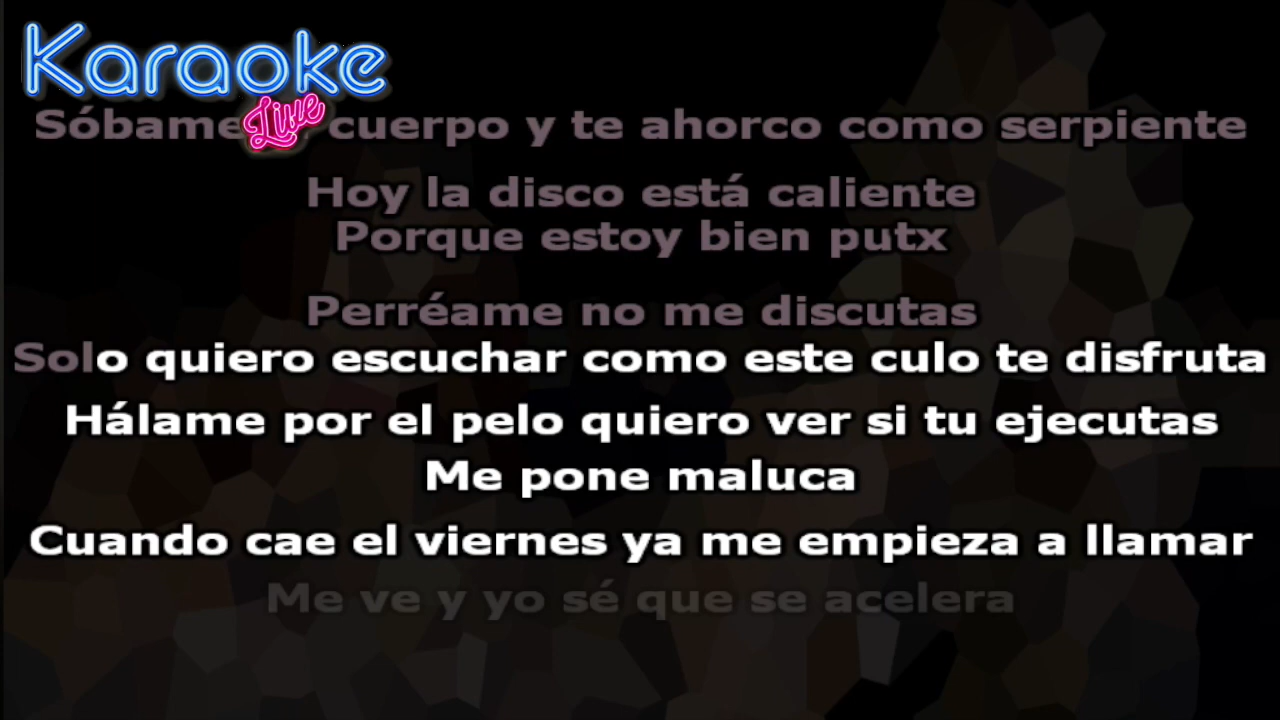 Karaoke
Live
Sóbame cuerpo y te ahorco como serpiente
Hoy la disco está caliente
Porque estoy bien putx
Perréame no me discutas
Solo quiero escuchar como este culo te disfruta
Hálame por el pelo quiero ver si tu ejecutas
Me pone maluca
Cuando cae el viernes ya me empieza a llamar
Me ve y yo sé que se acelera